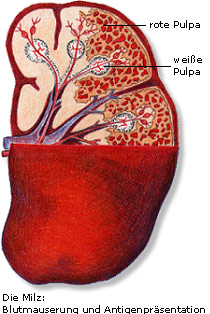 rote Pulpa
weiße
Pulpa
Die Milz:
Blutmauserung und Antigenpräsentation